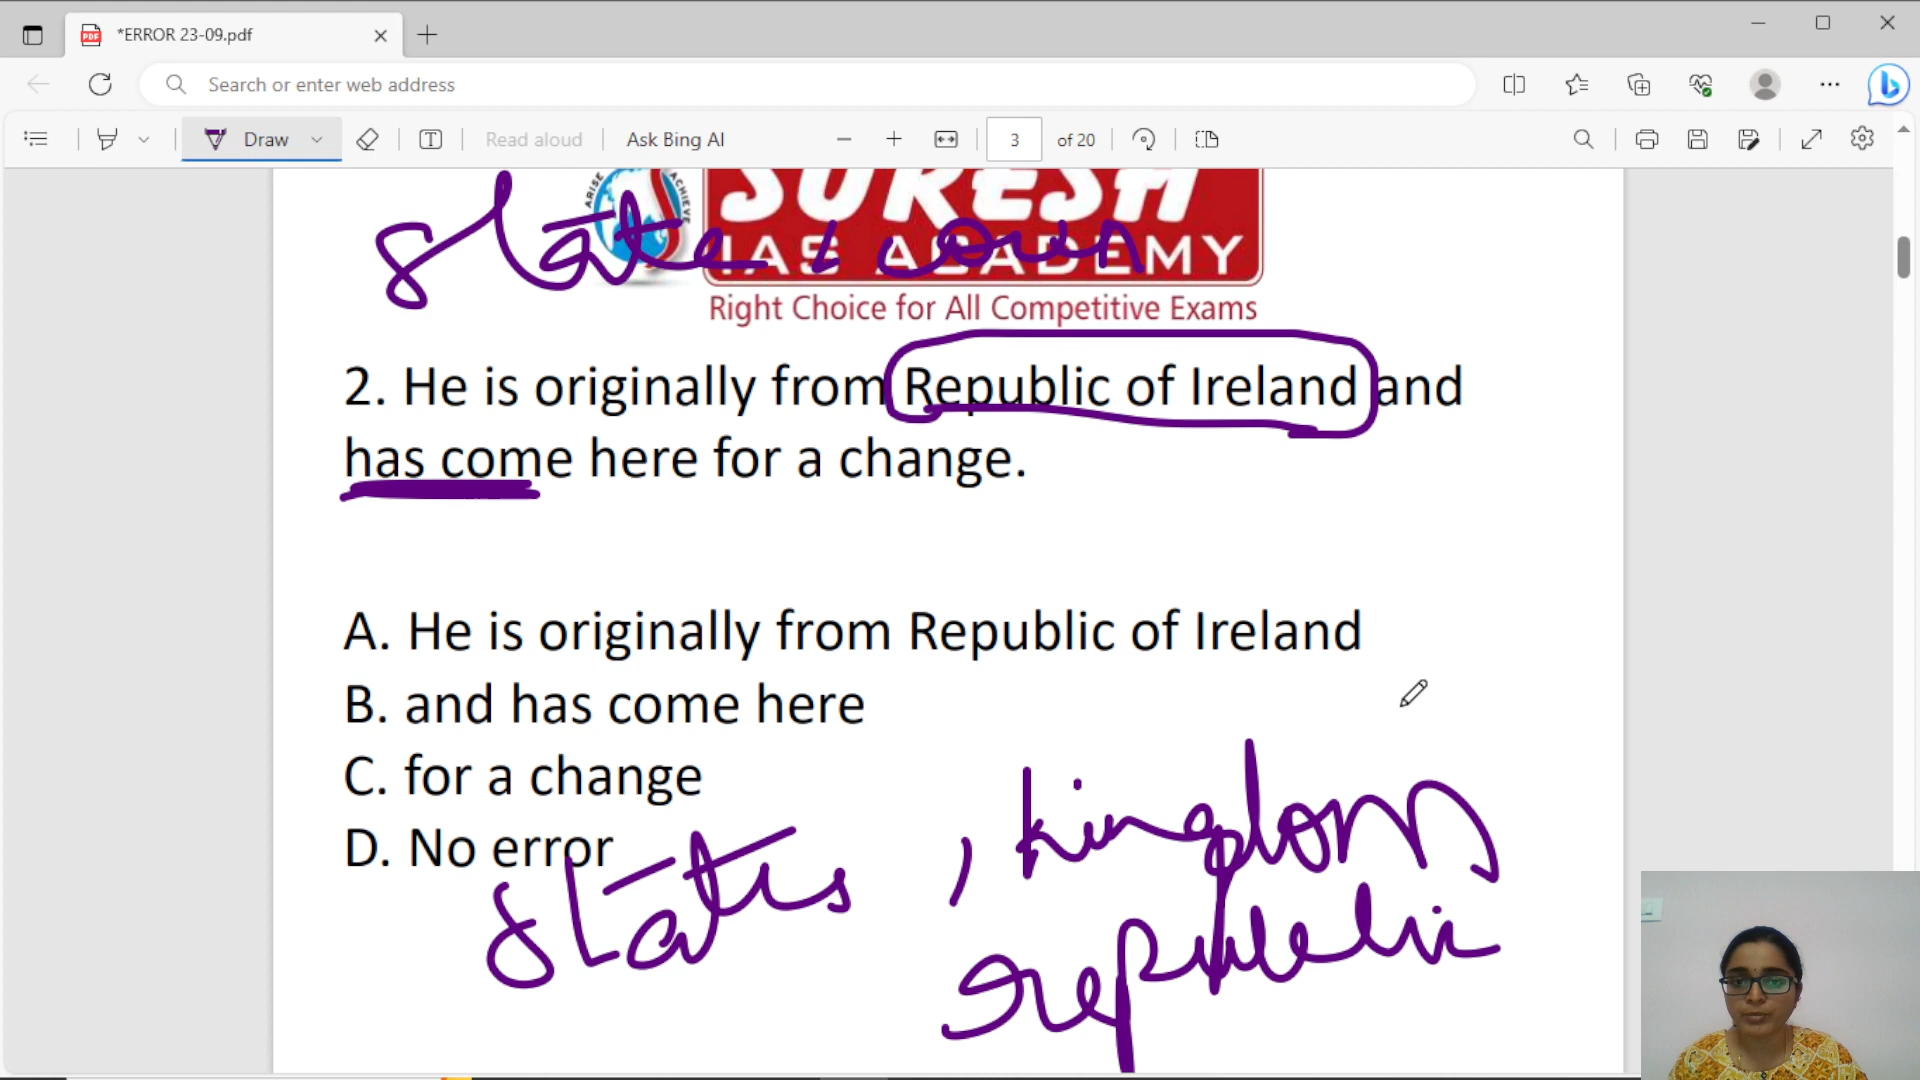 *ERROR 23-09.pdf
Search or enter web address
Draw
Read aloud
Ask Bing AI
3 of 20
ARISE ACHIEVE
SURESH
IAS ACADEMY
state, coun
Right Choice for All Competitive Exams
2. He is originally from Republic of Ireland and
has come here for a change.
A. He is originally from Republic of Ireland
B. and has come here
C. for a change
D. No error
states, kingdom
republic